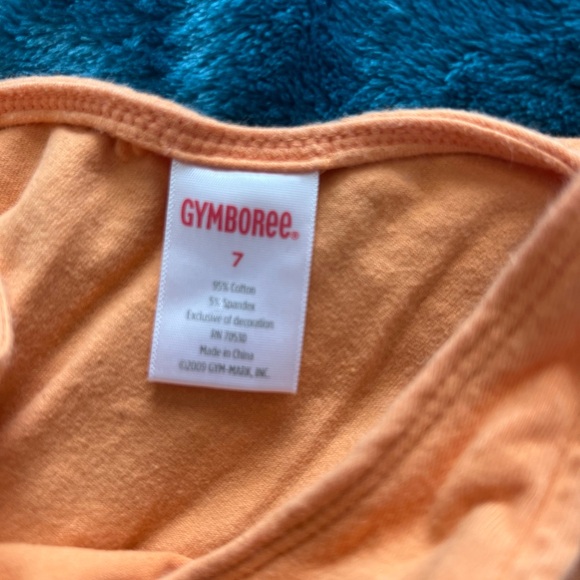 GYMBOREE®
7
95% Cotton
5% Spandex
Exclusive of decoration
RN 70530
Made in China
©2009 GYM-MARK, INC.